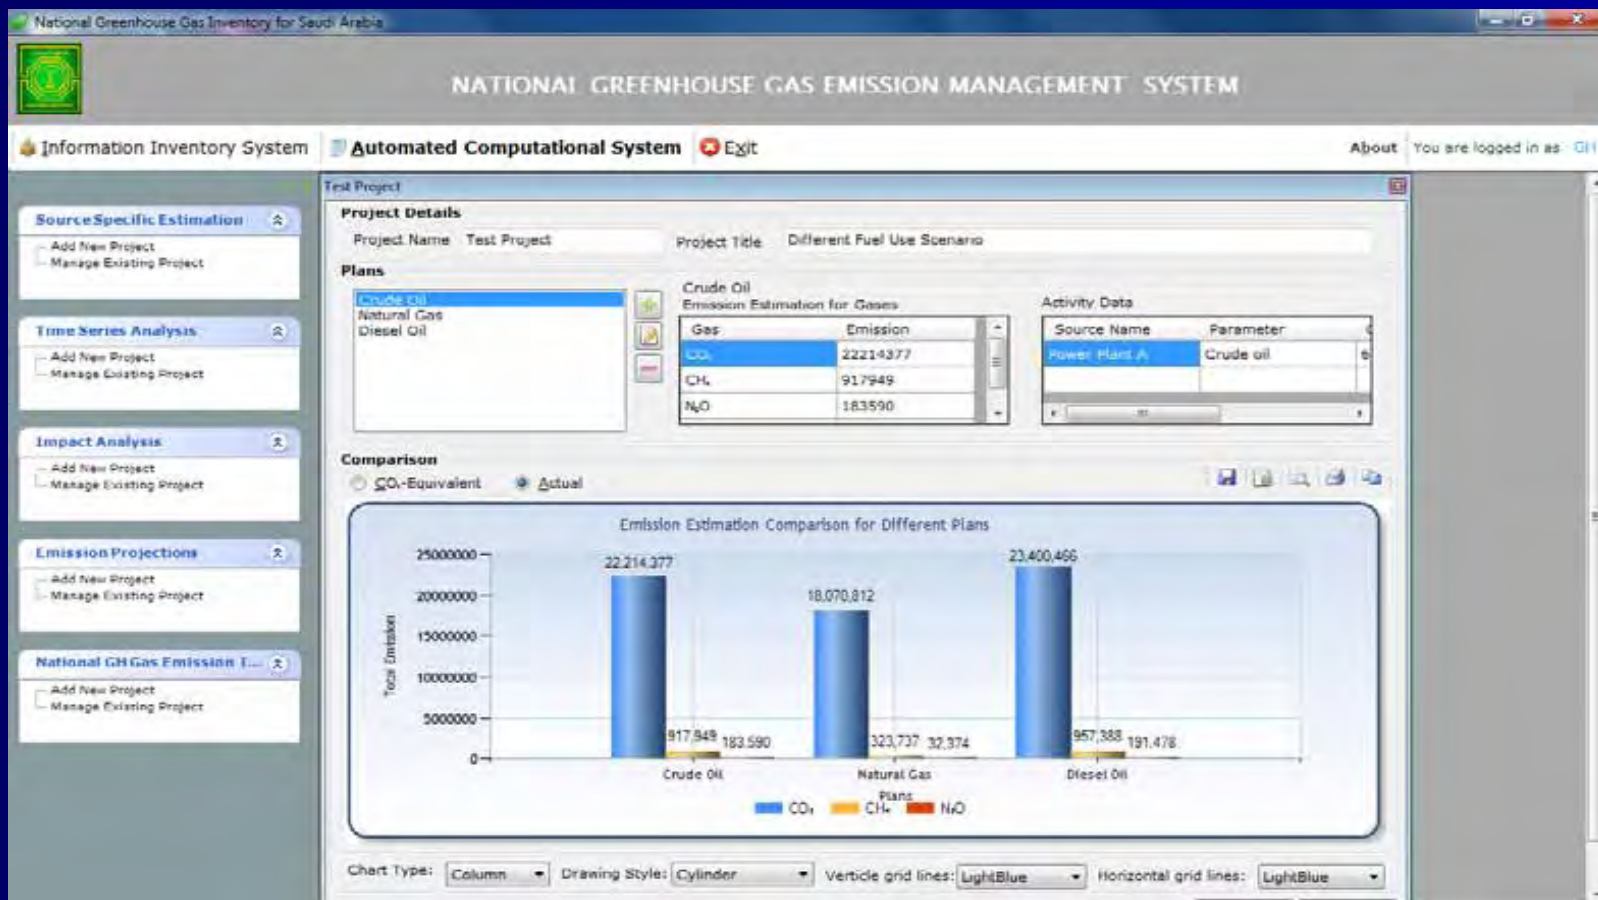 National Greenhouse Gas Inventory for Saudi Arabia
NATIONAL GREENHOUSE GAS EMISSION MANAGEMENT SYSTEM
Information Inventory System Automated Computational System Exit About You are logged in as GH
Source Specific Estimation
Add New Project
Manage Existing Project
Time Series Analysis
Add New Project
Manage Existing Project
Impact Analysis
Add New Project
Manage Existing Project
Emission Projections
Add New Project
Manage Existing Project
National GH Gas Emission T...
Add New Project
Manage Existing Project
Test Project
Project Details
Project Name Test Project Project Title Different Fuel Use Scenario
Plans
Crude Oil
Natural Gas
Diesel Oil
Crude Oil
Emission Estimation for Gases
Gas Emission
CO₂ 22214377
CH₄ 917949
N₂O 183590
Activity Data
Source Name Parameter
Power Plant A Crude oil 6
Comparison
CO₂-Equivalent Actual
Emission Estimation Comparison for Different Plans
Total Emission
25000000
20000000
15000000
10000000
5000000
0
22,214,377 917,949 183,590
18,070,812 323,737 32,374
23,400,466 957,388 191,478
Crude Oil Natural Gas Diesel Oil
Plans
CO₂ CH₄ N₂O
Chart Type: Column Drawing Style: Cylinder Verticle grid lines: LightBlue Horizontal grid lines: LightBlue